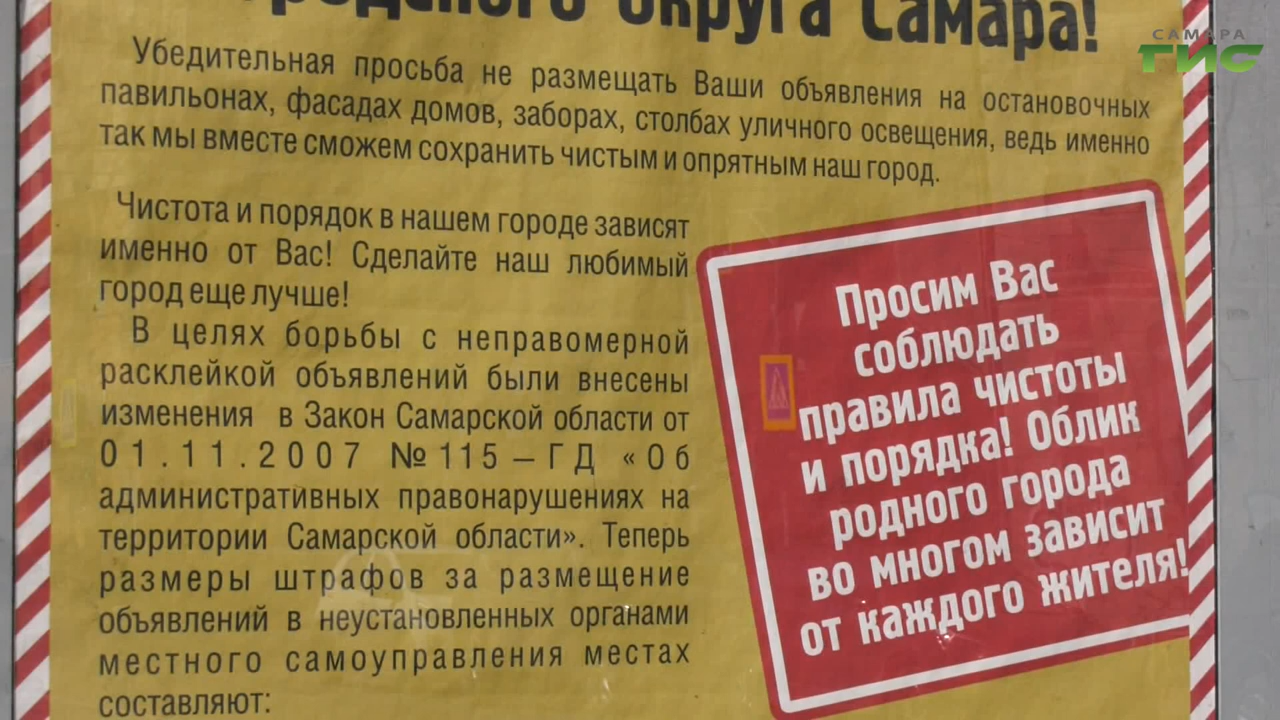 городского округа Самара!
САМАРА
ГИС
Убедительная просьба не размещать Ваши объявления на остановочных
павильонах, фасадах домов, заборах, столбах уличного освещения, ведь именно
так мы вместе сможем сохранить чистым и опрятным наш город.
Чистота и порядок в нашем городе зависят
именно от Вас! Сделайте наш любимый
город еще лучше!
В целях борьбы с неправомерной
расклейкой объявлений были внесены
изменения в Закон Самарской области от
01.11.2007 №115–ГД «Об
административных правонарушениях на
территории Самарской области». Теперь
размеры штрафов за размещение
объявлений в неустановленных органами
местного самоуправления местах
составляют:
Просим Вас
соблюдать
правила чистоты
и порядка! Облик
родного города
во многом зависит
от каждого жителя!